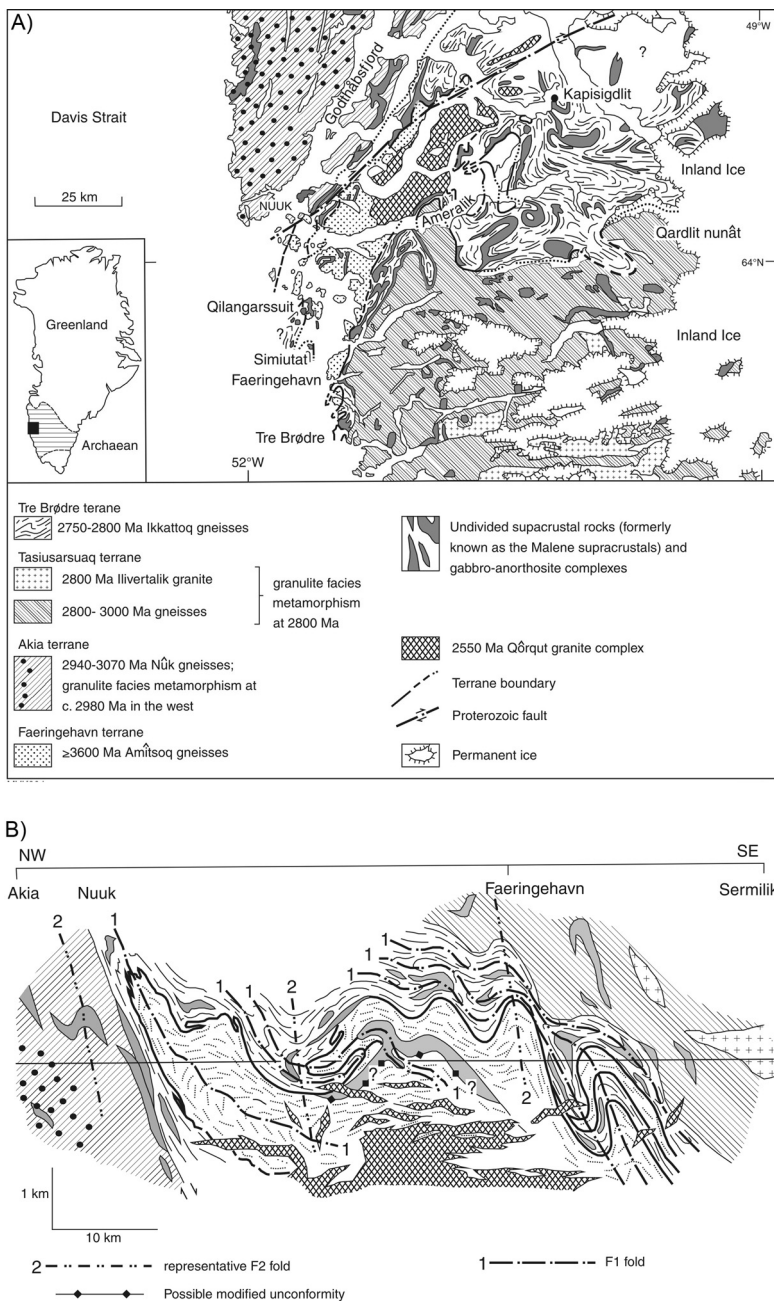 A)
49°W
Davis Strait
Godhåbsfjord
?
Kapisigdlit
25 km
NÛUK
Ameralik
Inland Ice
Qardlit nunât
64°N
Greenland
Qilangarssuit
?
Simiutat
Faeringehavn
Inland Ice
Tre Brødre
Archaean
52°W
Tre Brødre terane
2750-2800 Ma Ikkattoq gneisses
Tasiusarsuaq terrane
2800 Ma Ilivertalik granite
2800- 3000 Ma gneisses
granulite facies
metamorphism
at 2800 Ma
Akia terrane
2940-3070 Ma Nûk gneisses;
granulite facies metamorphism at
c. 2980 Ma in the west
Faeringehavn terrane
≥3600 Ma Amîtsoq gneisses
Undivided supacrustal rocks (formerly
known as the Malene supracrustals) and
gabbro-anorthosite complexes
2550 Ma Qôrqut granite complex
Terrane boundary
Proterozoic fault
Permanent ice
B)
NW
SE
Akia
Nuuk
Faeringehavn
Sermilik
2
1
1
1
2
1
1
1
?
1
?
2
1
1 km
10 km
2
representative F2 fold
1
F1 fold
Possible modified unconformity